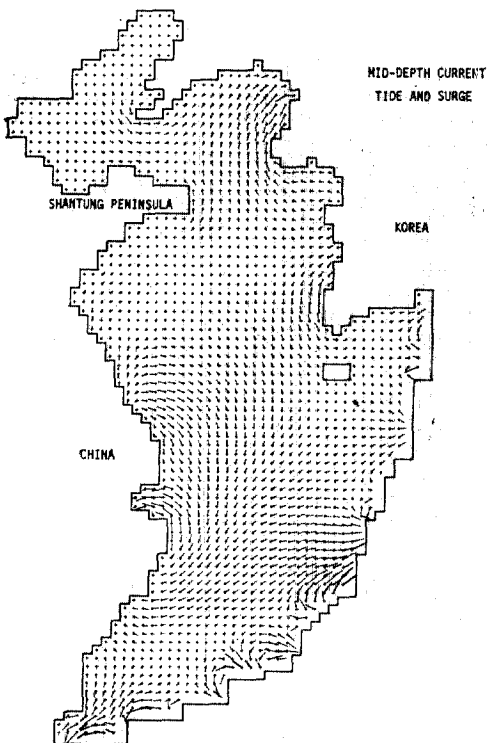 MID-DEPTH CURRENT
TIDE AND SURGE
SHANTUNG PENINSULA
KOREA
CHINA